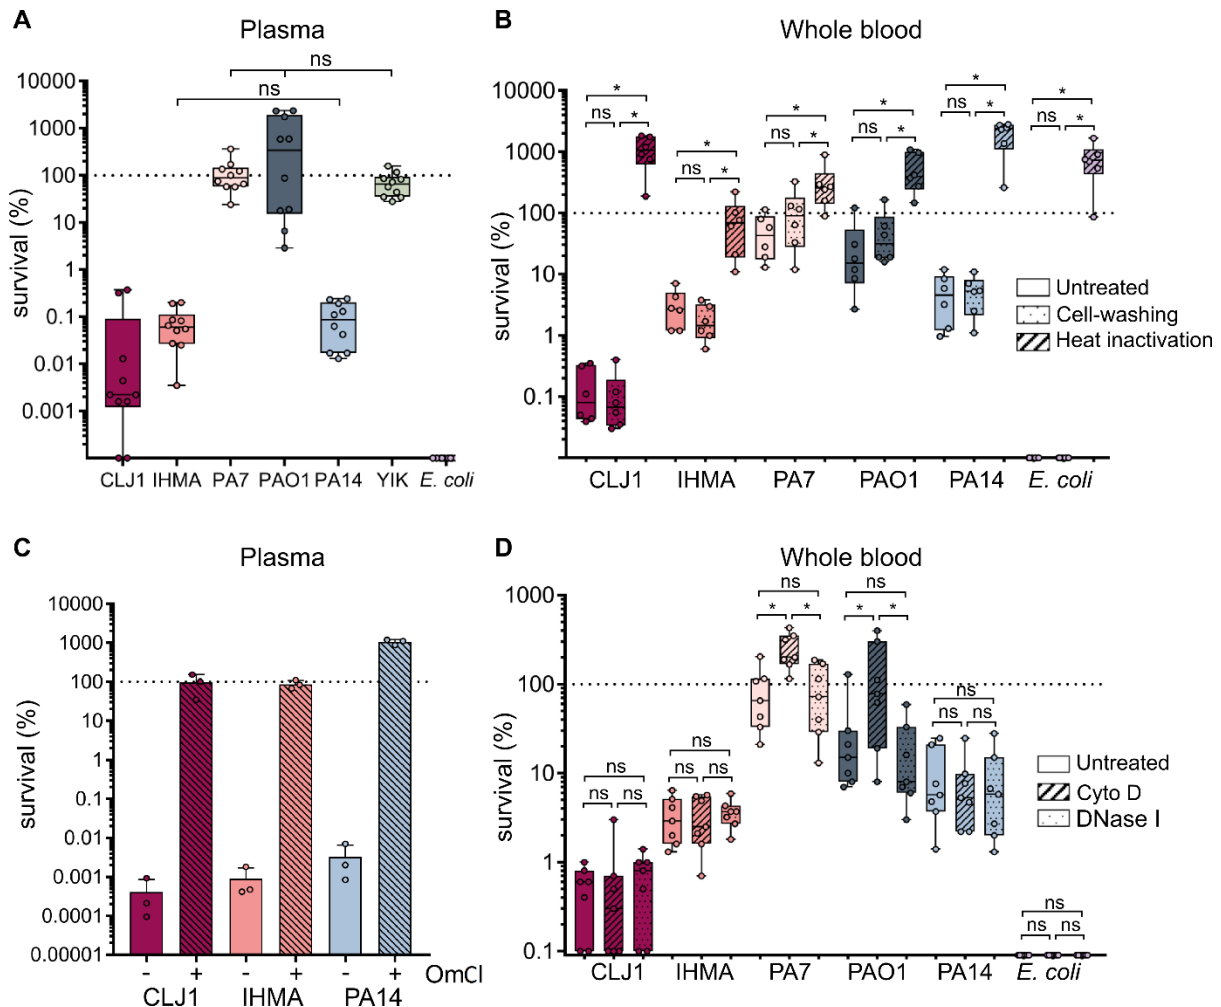 A
Plasma
ns
ns
survival (%)
10000
1000
100
10
1
0.1
0.01
0.001
CLJ1 IHMA PA7 PAO1 PA14 YIK E. coli
B
Whole blood
* * * * * *
ns * ns * ns * ns * ns * ns *
survival (%)
10000
1000
100
10
1
0.1
Untreated
Cell-washing
Heat inactivation
CLJ1 IHMA PA7 PAO1 PA14 E. coli
C
Plasma
survival (%)
10000
1000
100
10
1
0.1
0.01
0.001
0.0001
0.00001
- + - + - + OmCI
CLJ1 IHMA PA14
D
Whole blood
ns ns ns ns ns ns
ns ns ns ns * * * * ns ns ns ns
survival (%)
1000
100
10
1
0.1
Untreated
Cyto D
DNase I
CLJ1 IHMA PA7 PAO1 PA14 E. coli